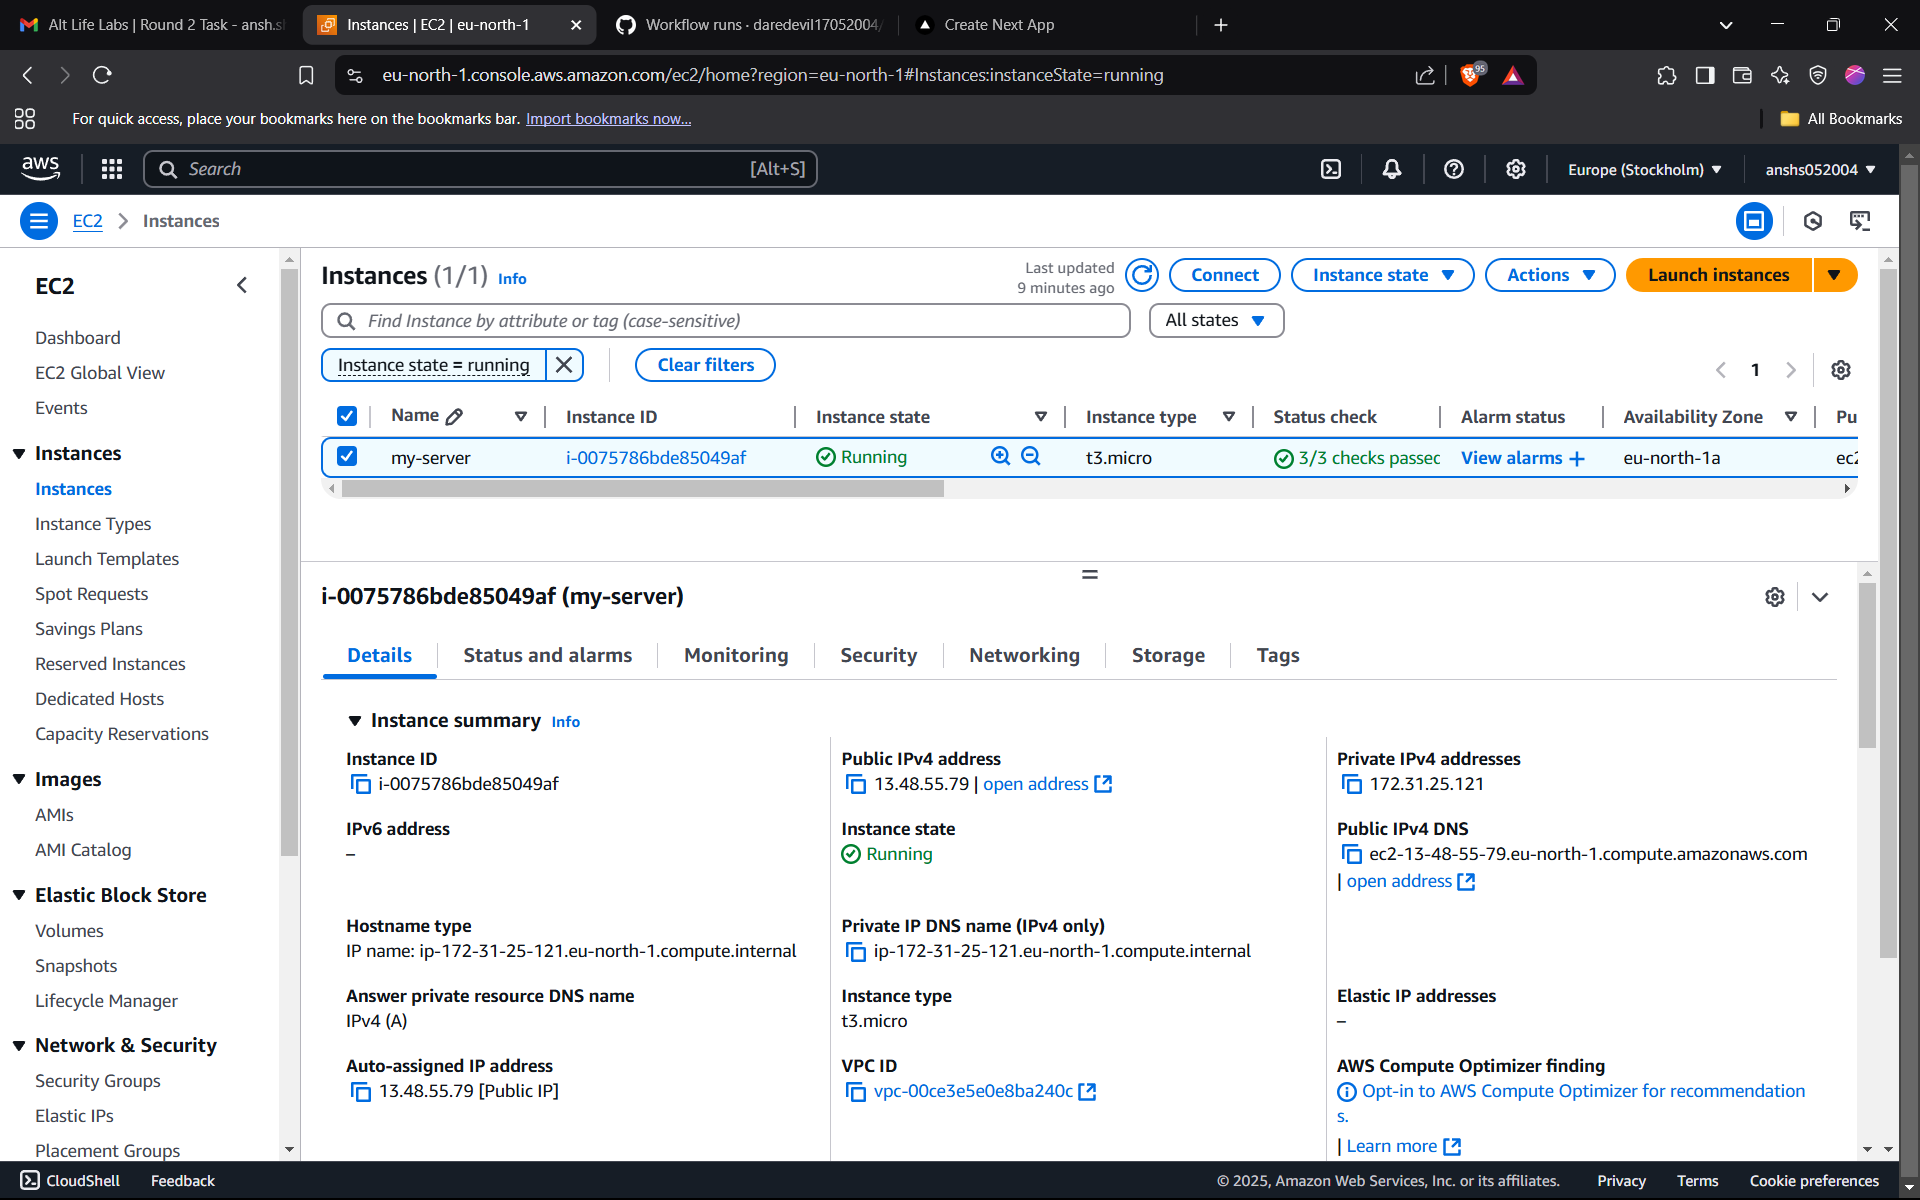 Alt Life Labs | Round 2 Task - ansh.s
Instances | EC2 | eu-north-1
Workflow runs · daredevil17052004/
Create Next App
eu-north-1.console.aws.amazon.com/ec2/home?region=eu-north-1#Instances:instanceState=running
95
For quick access, place your bookmarks here on the bookmarks bar. Import bookmarks now...
All Bookmarks
aws
Search
[Alt+S]
Europe (Stockholm)
anshs052004
EC2
Instances
EC2
Dashboard
EC2 Global View
Events
Instances
Instances
Instance Types
Launch Templates
Spot Requests
Savings Plans
Reserved Instances
Dedicated Hosts
Capacity Reservations
Images
AMIs
AMI Catalog
Elastic Block Store
Volumes
Snapshots
Lifecycle Manager
Network & Security
Security Groups
Elastic IPs
Placement Groups
Instances (1/1) Info
Last updated
9 minutes ago
Connect
Instance state
Actions
Launch instances
Find Instance by attribute or tag (case-sensitive)
All states
Instance state = running
Clear filters
1
Name
Instance ID
Instance state
Instance type
Status check
Alarm status
Availability Zone
Pu
my-server
i-0075786bde85049af
Running
t3.micro
3/3 checks passed
View alarms +
eu-north-1a
ec2
i-0075786bde85049af (my-server)
Details
Status and alarms
Monitoring
Security
Networking
Storage
Tags
Instance summary Info
Instance ID
i-0075786bde85049af
Public IPv4 address
13.48.55.79 | open address
Private IPv4 addresses
172.31.25.121
IPv6 address
–
Instance state
Running
Public IPv4 DNS
ec2-13-48-55-79.eu-north-1.compute.amazonaws.com
| open address
Hostname type
IP name: ip-172-31-25-121.eu-north-1.compute.internal
Private IP DNS name (IPv4 only)
ip-172-31-25-121.eu-north-1.compute.internal
Answer private resource DNS name
IPv4 (A)
Instance type
t3.micro
Elastic IP addresses
–
Auto-assigned IP address
13.48.55.79 [Public IP]
VPC ID
vpc-00ce3e5e0e8ba240c
AWS Compute Optimizer finding
Opt-in to AWS Compute Optimizer for recommendation
s.
| Learn more
CloudShell
Feedback
© 2025, Amazon Web Services, Inc. or its affiliates.
Privacy
Terms
Cookie preferences